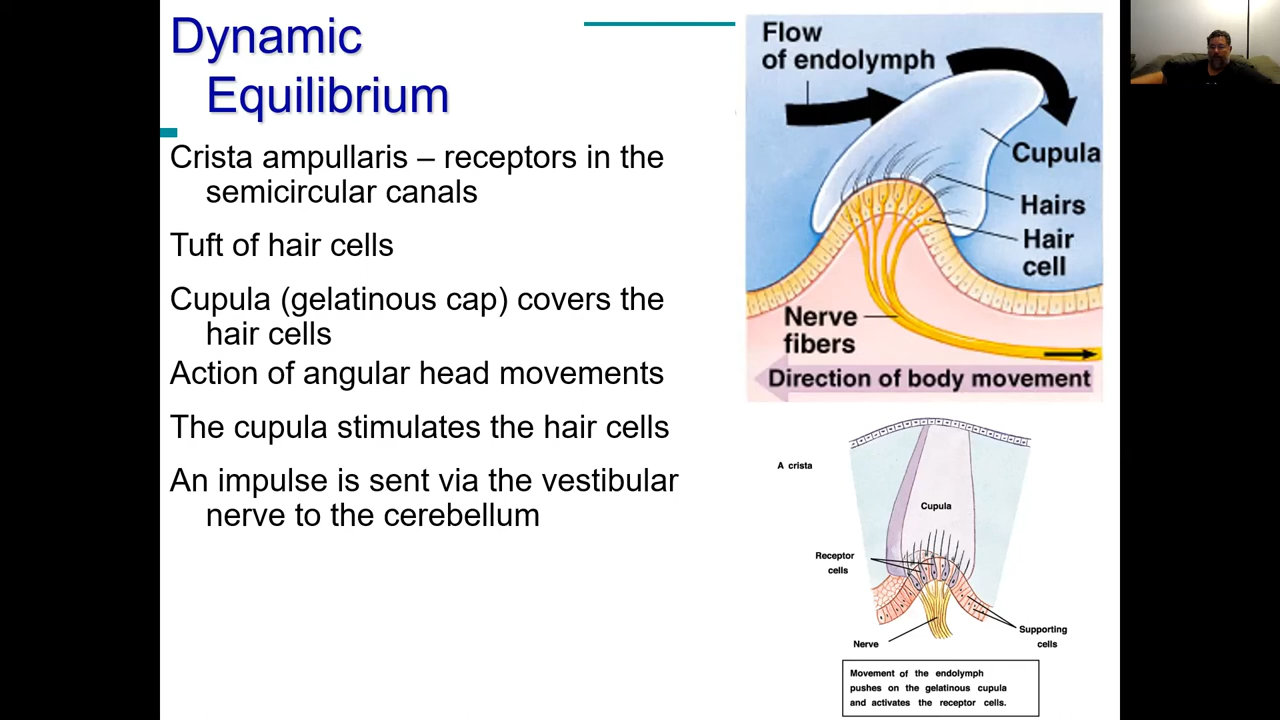 Dynamic
Equilibrium
Crista ampullaris – receptors in the
semicircular canals
Tuft of hair cells
Cupula (gelatinous cap) covers the
hair cells
Action of angular head movements
The cupula stimulates the hair cells
An impulse is sent via the vestibular
nerve to the cerebellum
Flow
of endolymph
Cupula
Hairs
Hair
cell
Nerve
fibers
Direction of body movement
A crista
Cupula
Receptor
cells
Supporting
cells
Nerve
Movement of the endolymph
pushes on the gelatinous cupula
and activates the receptor cells.